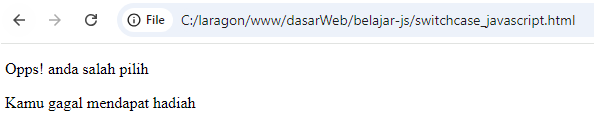 File C:/laragon/www/dasarWeb/belajar-js/switchcase_javascript.html
Opps! anda salah pilih
Kamu gagal mendapat hadiah